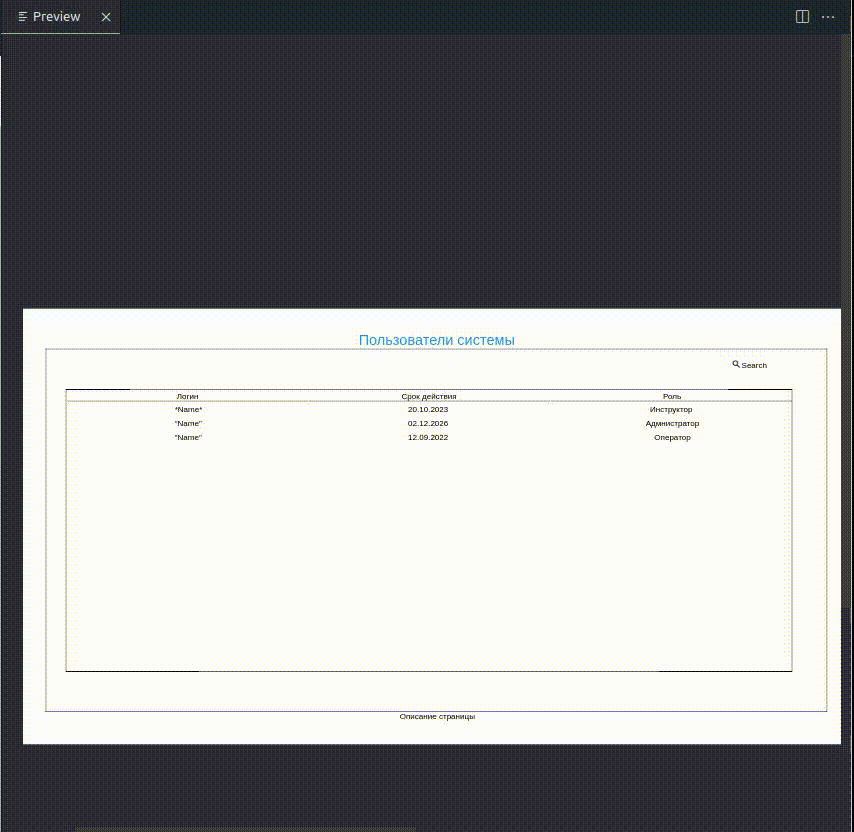 Preview
Пользователи системы
Search
Логин Срок действия Роль
*Name* 20.10.2023 Инструктор
"Name" 02.12.2026 Адмнистратор
"Name" 12.09.2022 Оператор
Описание страницы